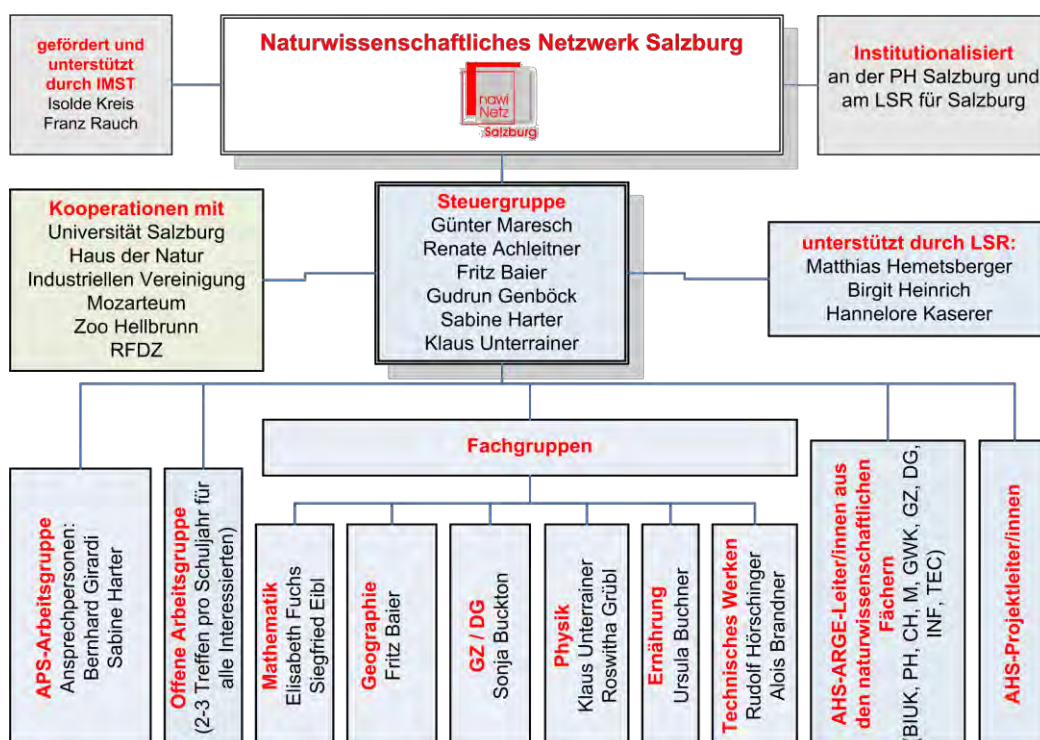 gefördert und
unterstützt
durch IMST
Isolde Kreis
Franz Rauch
Naturwissenschaftliches Netzwerk Salzburg
nawi
Netz
Salzburg
Institutionalisiert
an der PH Salzburg und
am LSR für Salzburg
Kooperationen mit
Universität Salzburg
Haus der Natur
Industriellen Vereinigung
Mozarteum
Zoo Hellbrunn
RFDZ
Steuergruppe
Günter Maresch
Renate Achleitner
Fritz Baier
Gudrun Genböck
Sabine Harter
Klaus Unterrainer
unterstützt durch LSR:
Matthias Hemetsberger
Birgit Heinrich
Hannelore Kaserer
Fachgruppen
APS-Arbeitsgruppe
Ansprechpersonen:
Bernhard Girardi
Sabine Harter
Offene Arbeitsgruppe
(2-3 Treffen pro Schuljahr für
alle Interessierten)
Mathematik
Elisabeth Fuchs
Siegfried Eibl
Geographie
Fritz Baier
GZ / DG
Sonja Buckton
Physik
Klaus Unterrainer
Roswitha Grübl
Ernährung
Ursula Buchner
Technisches Werken
Rudolf Hörschinger
Alois Brandner
AHS-ARGE-Leiter/innen aus
den naturwissenschaftlichen
Fächern
(BIUK, PH, CH, M, GWK, GZ, DG,
INF, TEC)
AHS-Projektleiter/innen